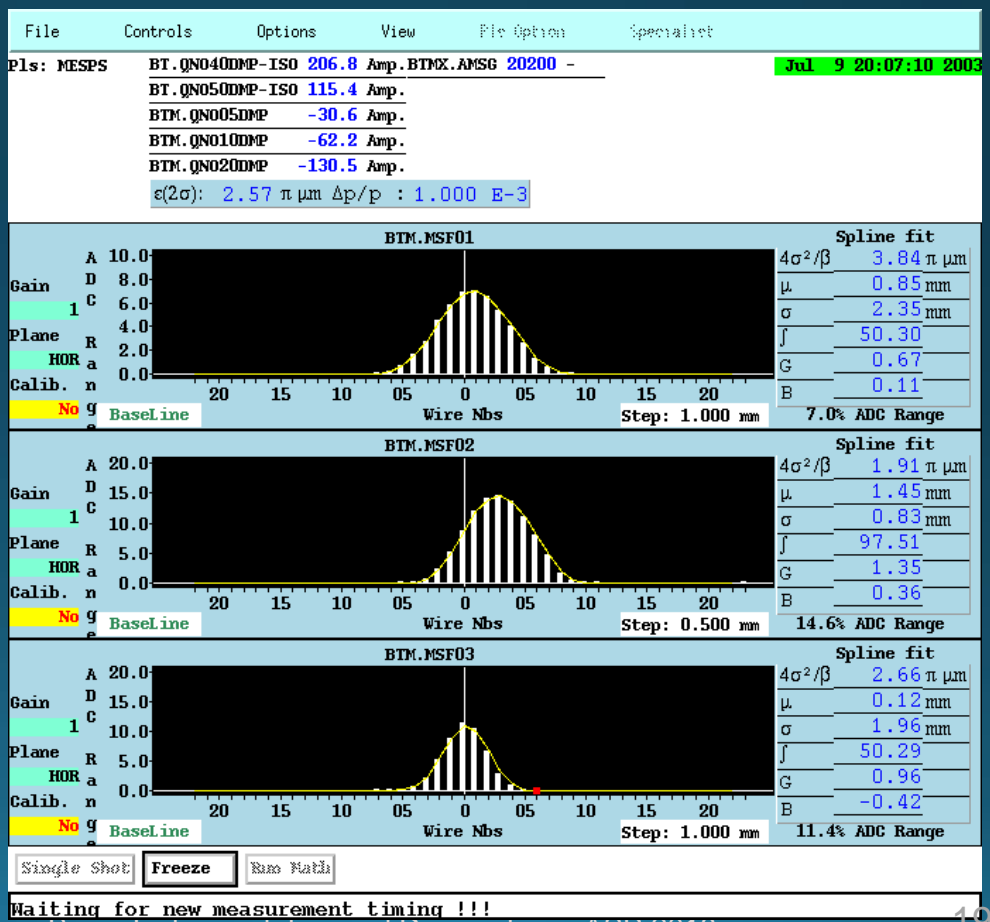 File Controls Options View Pls Option Specialist
Pls: MESPS BT.QNO40DMP-ISO 206.8 Amp. BTMX.AMSG 20200 - Jul 9 20:07:10 2003
BT.QNO50DMP-ISO 115.4 Amp.
BTM.QNO05DMP -30.6 Amp.
BTM.QNO10DMP -62.2 Amp.
BTM.QNO20DMP -130.5 Amp.
ε(2σ): 2.57 π μm Δp/p : 1.000 E-3
BTM.MSF01 Spline fit
ADC Range
10.0
8.0
6.0
4.0
2.0
0.0
Gain
1
Plane
HOR
Calib.
No
BaseLine
20 15 10 05 0 05 10 15 20
Wire Nbs
Step: 1.000 mm
4σ²/β 3.84 π μm
μ 0.85 mm
σ 2.35 mm
∫ 50.30
G 0.67
B 0.11
7.0% ADC Range
BTM.MSF02 Spline fit
ADC Range
20.0
15.0
10.0
5.0
0.0
Gain
1
Plane
HOR
Calib.
No
BaseLine
20 15 10 05 0 05 10 15 20
Wire Nbs
Step: 0.500 mm
4σ²/β 1.91 π μm
μ 1.45 mm
σ 0.83 mm
∫ 97.51
G 1.35
B 0.36
14.6% ADC Range
BTM.MSF03 Spline fit
ADC Range
20.0
15.0
10.0
5.0
0.0
Gain
1
Plane
HOR
Calib.
No
BaseLine
20 15 10 05 0 05 10 15 20
Wire Nbs
Step: 1.000 mm
4σ²/β 2.66 π μm
μ 0.12 mm
σ 1.96 mm
∫ 50.29
G 0.96
B -0.42
11.4% ADC Range
Single Shot Freeze Run Math
Waiting for new measurement timing !!!